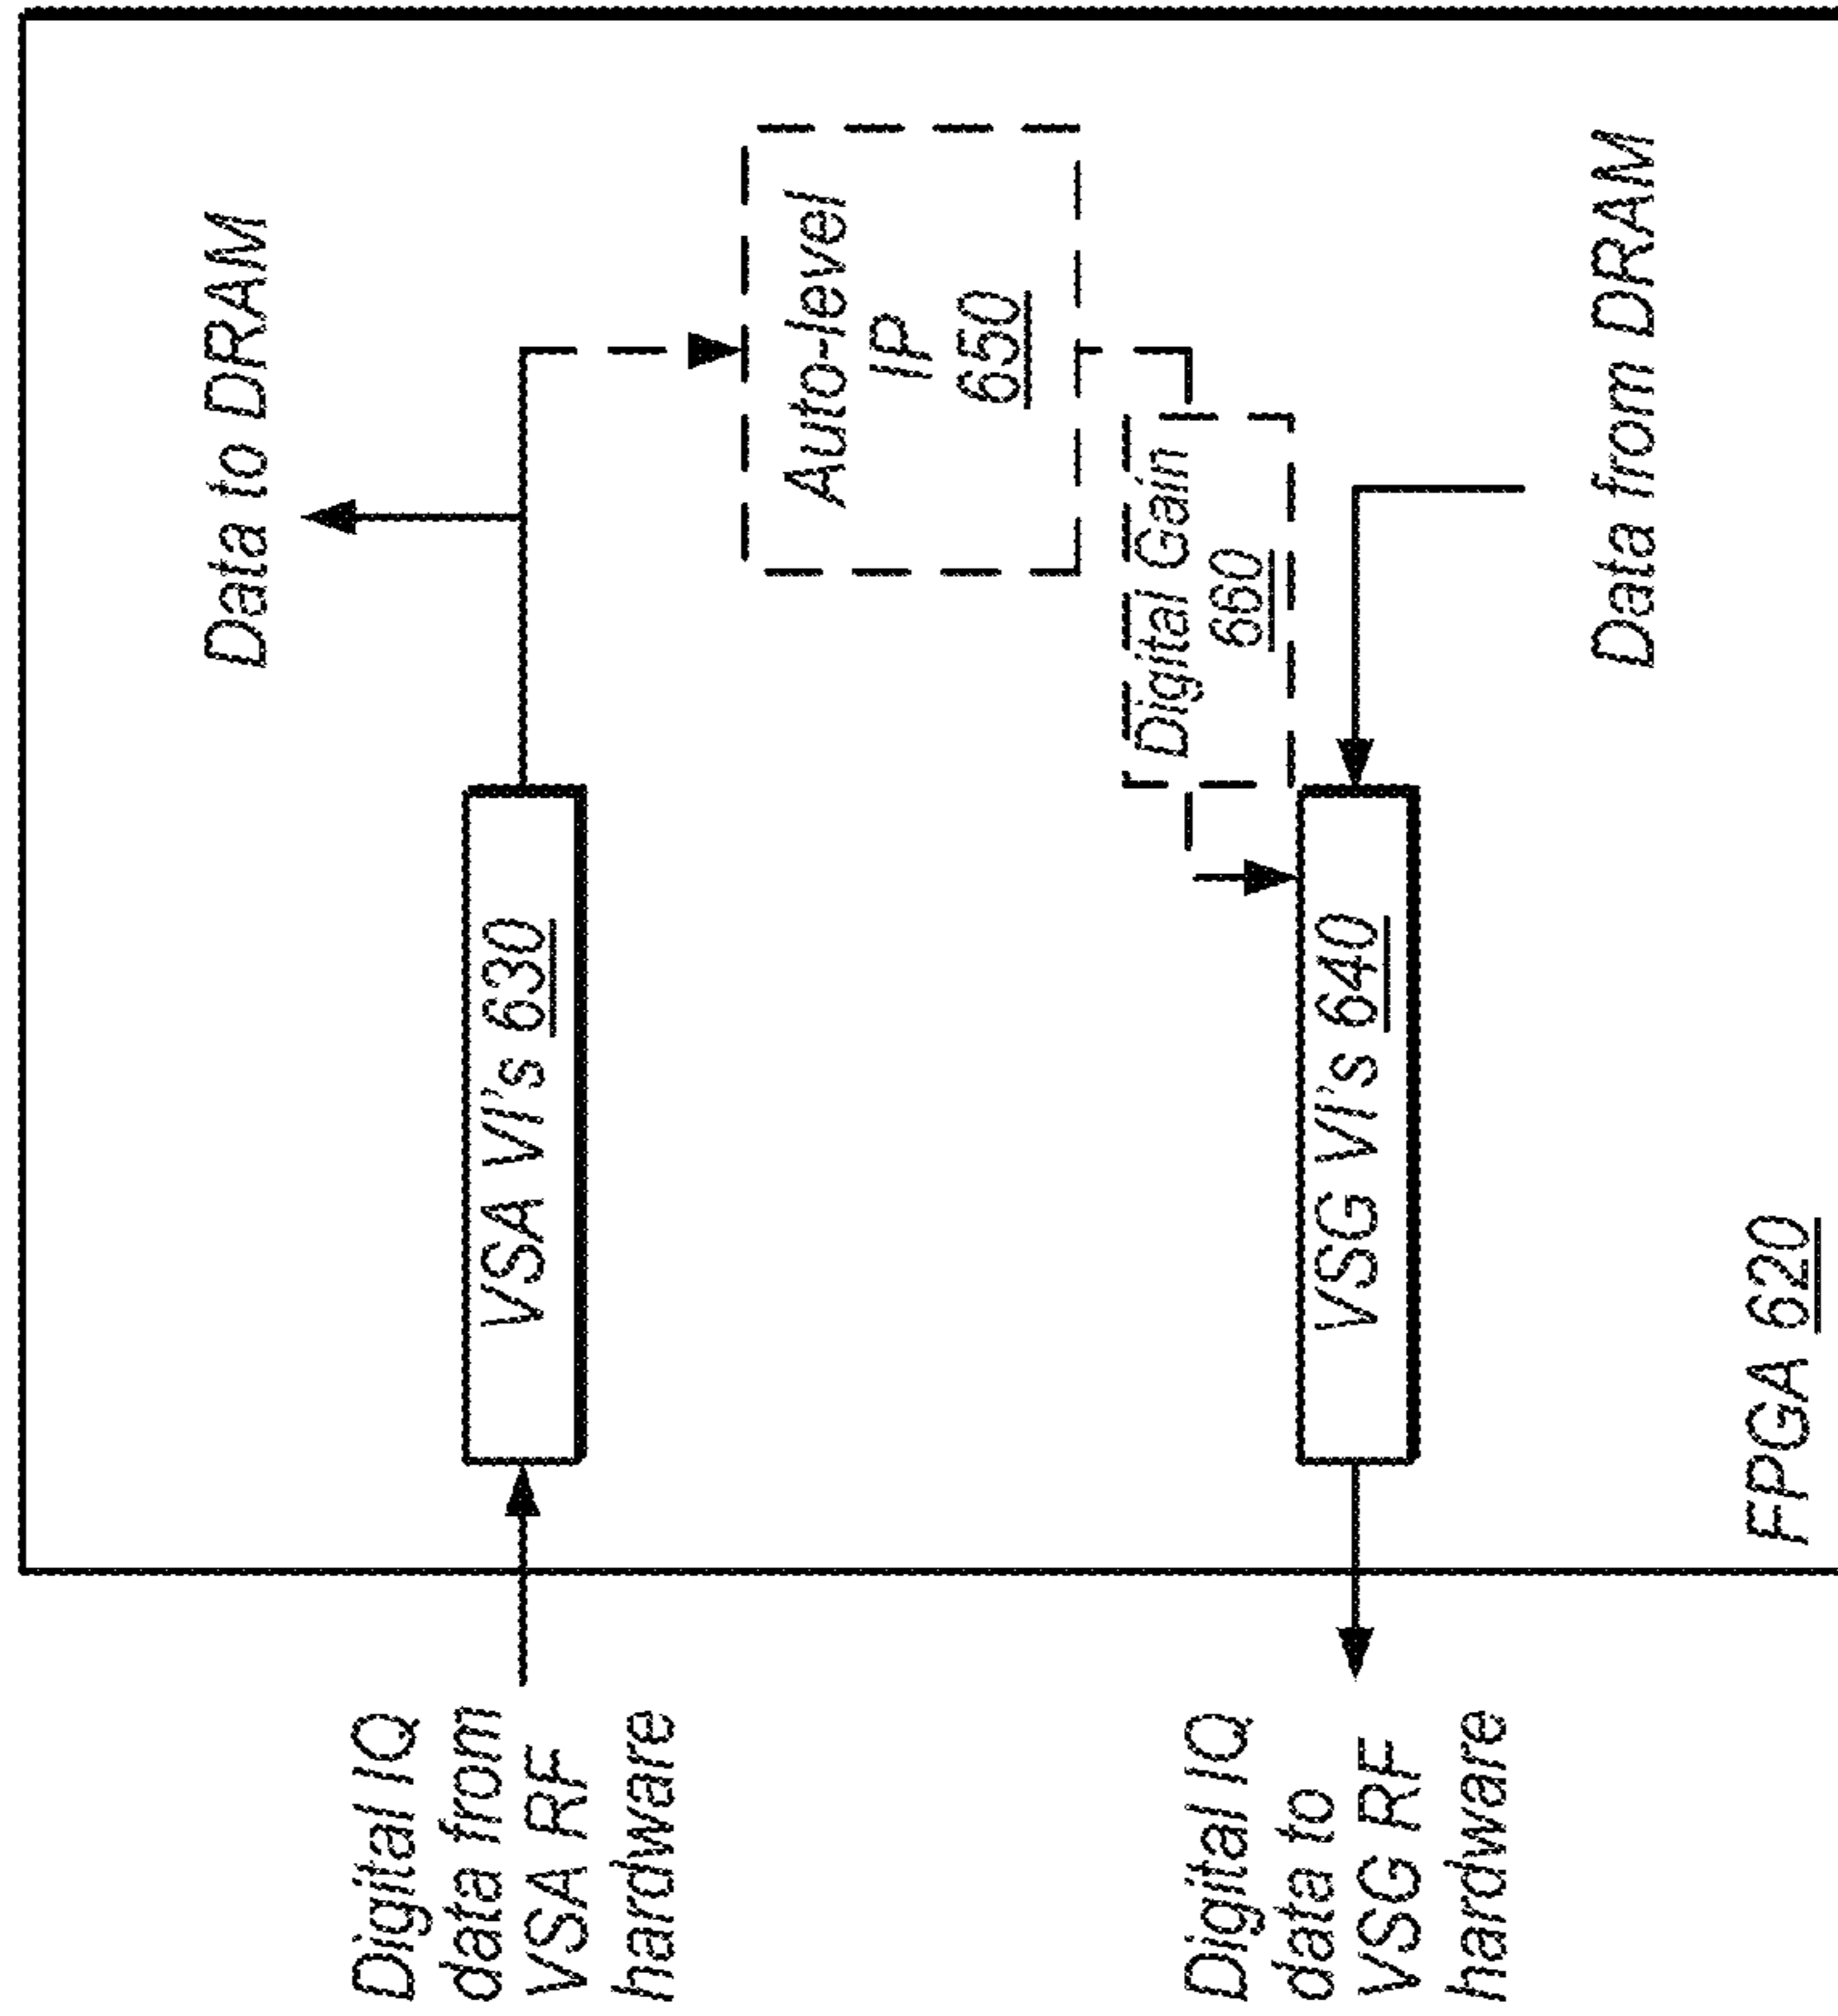 Digital IQ
data from
VSA RF
hardware
VSA VI's 630
Data to DRAM
Auto-level
IP
650
Digital Gain
660
Digital IQ
data to
VSG RF
hardware
VSG VI's 640
Data from DRAM
FPGA 620